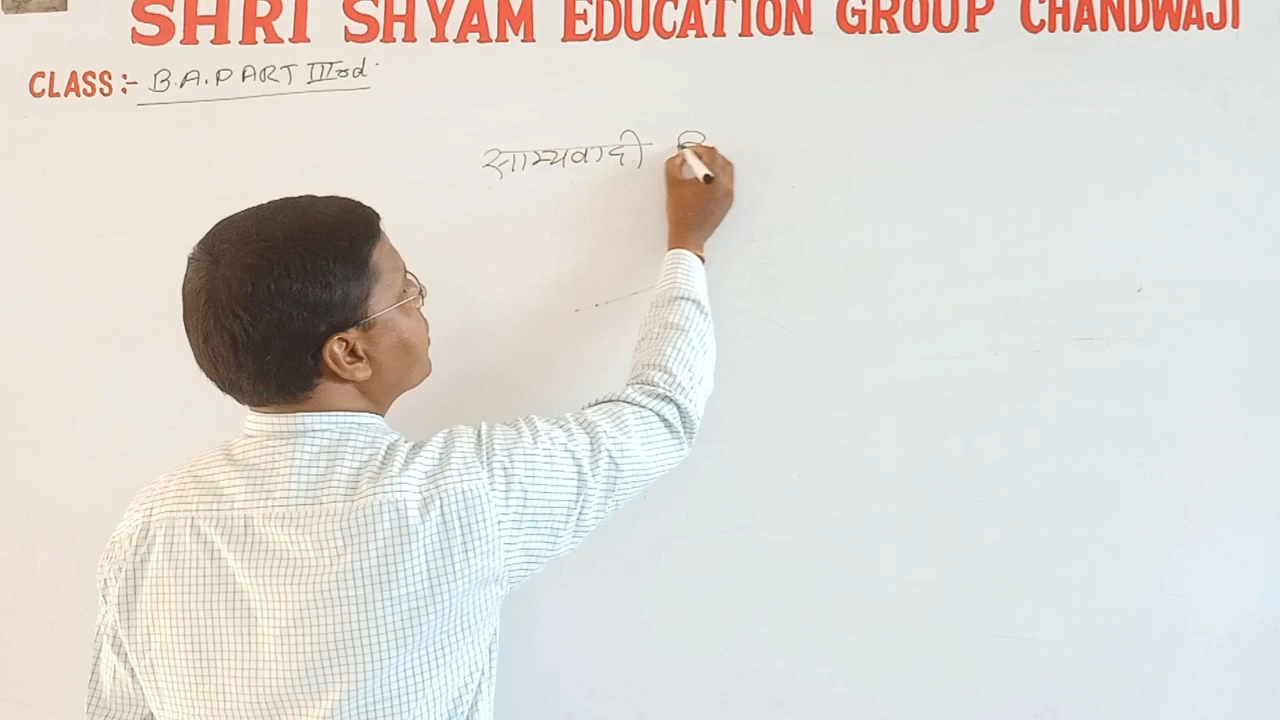 SHRI SHYAM EDUCATION GROUP CHANDWAJI
CLASS:- B.A. PART IIIrd
साम्यवादी